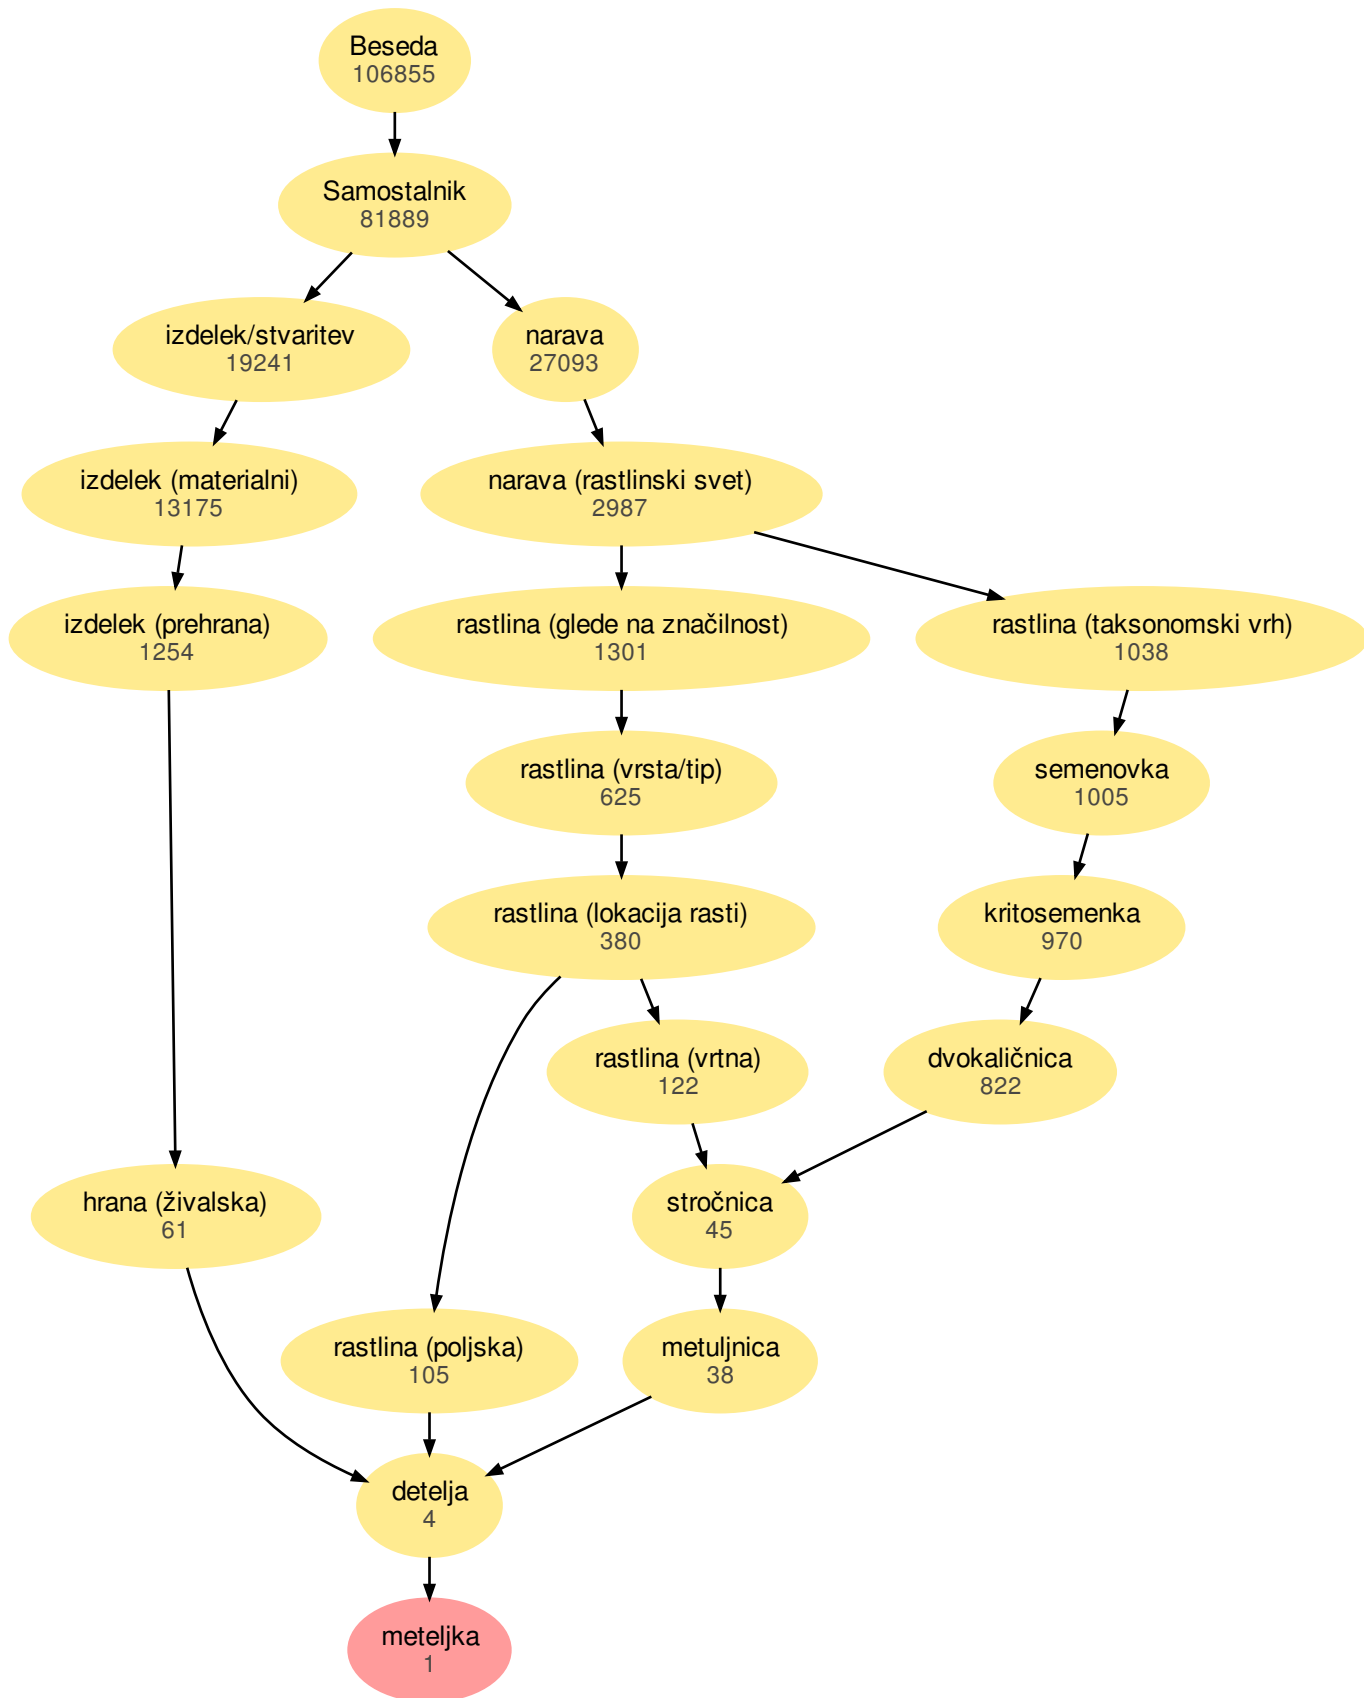 Beseda
106855
Samostalnik
81889
izdelek/stvaritev
19241
narava
27093
izdelek (materialni)
13175
narava (rastlinski svet)
2987
izdelek (prehrana)
1254
rastlina (glede na značilnost)
1301
rastlina (taksonomski vrh)
1038
rastlina (vrsta/tip)
625
semenovka
1005
rastlina (lokacija rasti)
380
kritosemenka
970
rastlina (vrtna)
122
dvokaličnica
822
hrana (živalska)
61
stročnica
45
rastlina (poljska)
105
metuljnica
38
detelja
4
meteljka
1